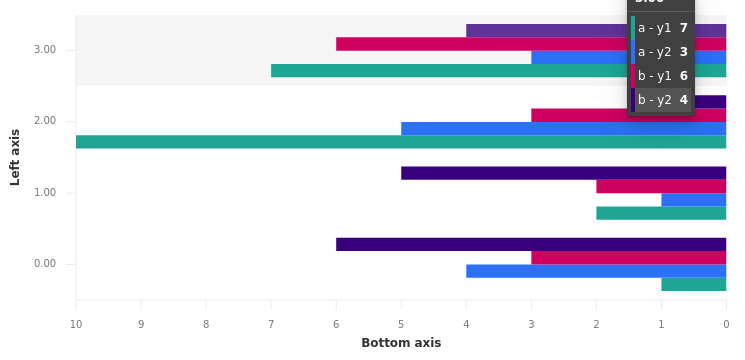 a - y1 7
a - y2 3
b - y1 6
b - y2 4
3.00
2.00
1.00
0.00
Left axis
10 9 8 7 6 5 4 3 2 1 0
Bottom axis